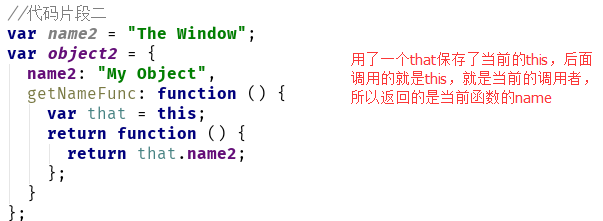 //代码片段二
var name2 = "The Window";
var object2 = {
  name2: "My Object",
  getNameFunc: function () {
    var that = this;
    return function () {
      return that.name2;
    };
  }
};
用了一个that保存了当前的this，后面
调用的就是this，就是当前的调用者，
所以返回的是当前函数的name